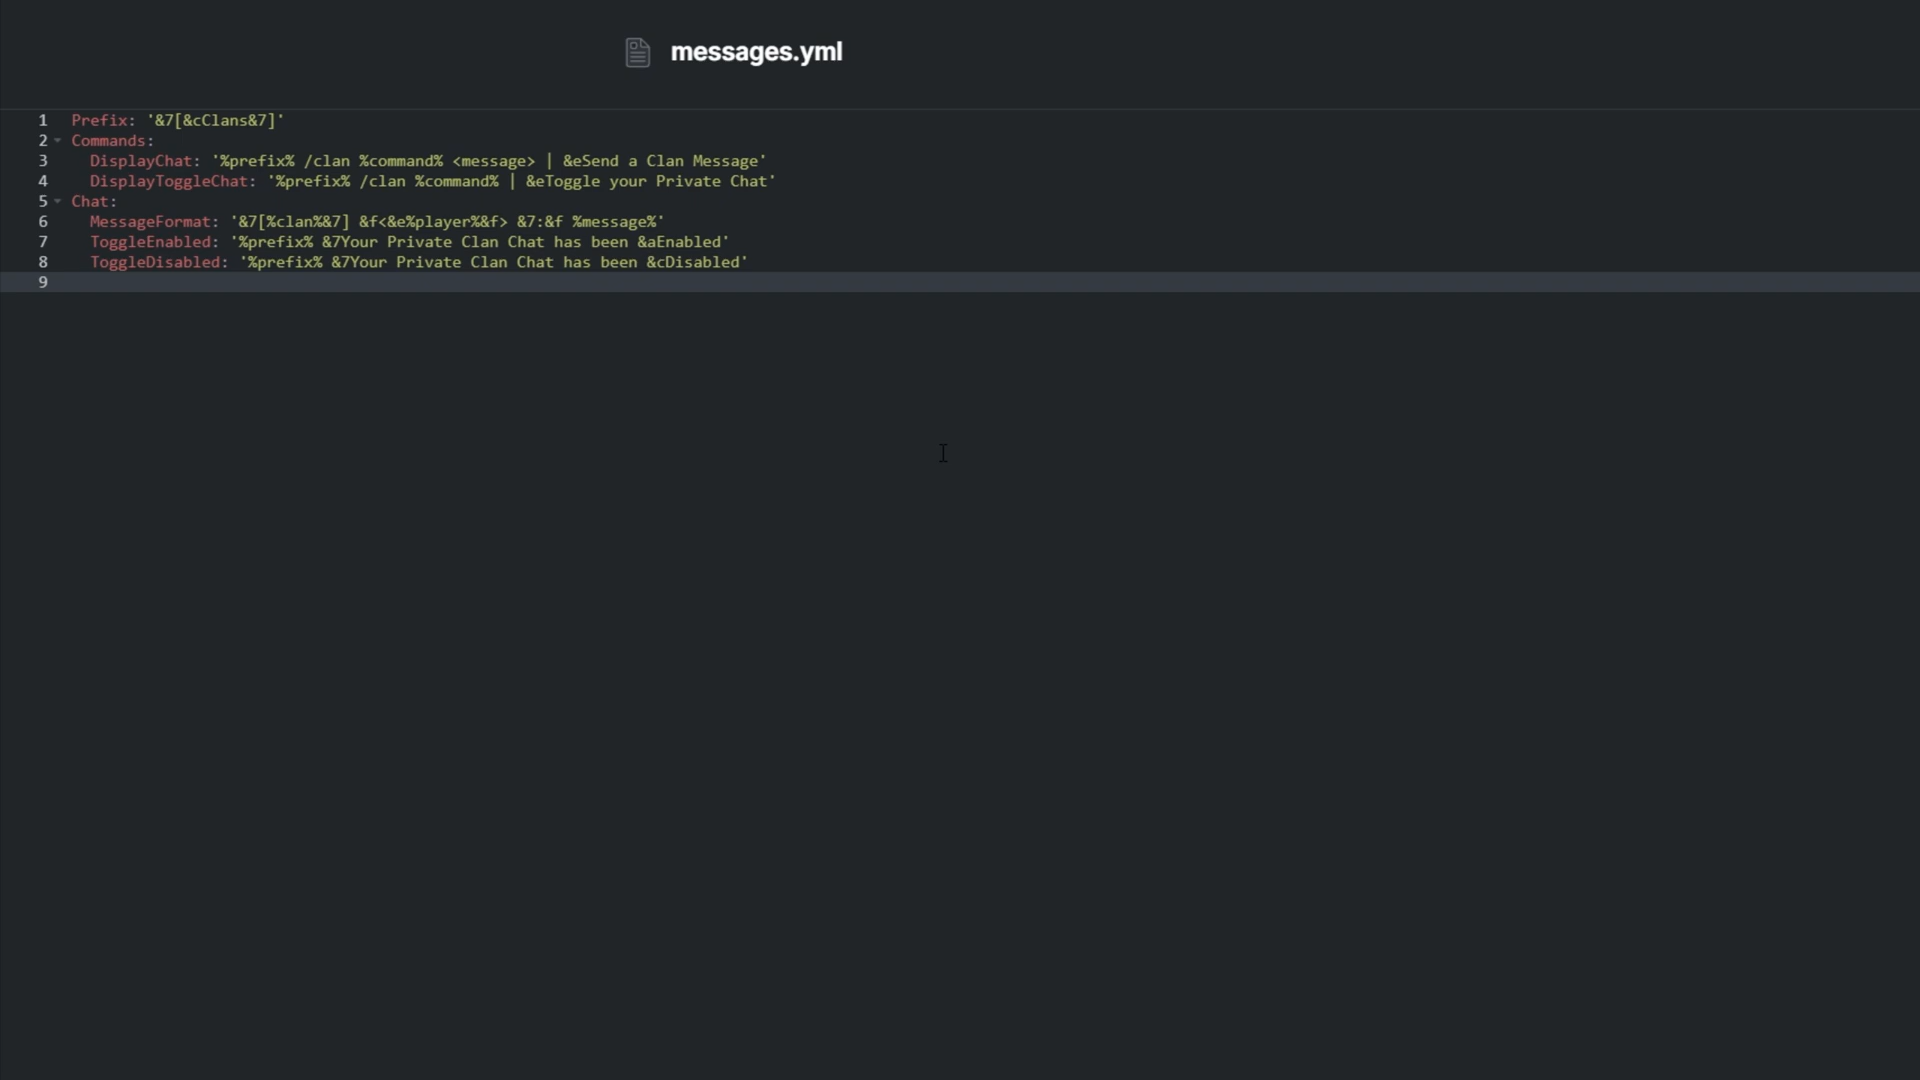 messages.yml
1 Prefix: '&7[&cClans&7]'
2 Commands:
3   DisplayChat: '%prefix% /clan %command% <message> | &eSend a Clan Message'
4   DisplayToggleChat: '%prefix% /clan %command% | &eToggle your Private Chat'
5 Chat:
6   MessageFormat: '&7[%clan%&7] &f<&e%player%&f> &7:&f %message%'
7   ToggleEnabled: '%prefix% &7Your Private Clan Chat has been &aEnabled'
8   ToggleDisabled: '%prefix% &7Your Private Clan Chat has been &cDisabled'
9